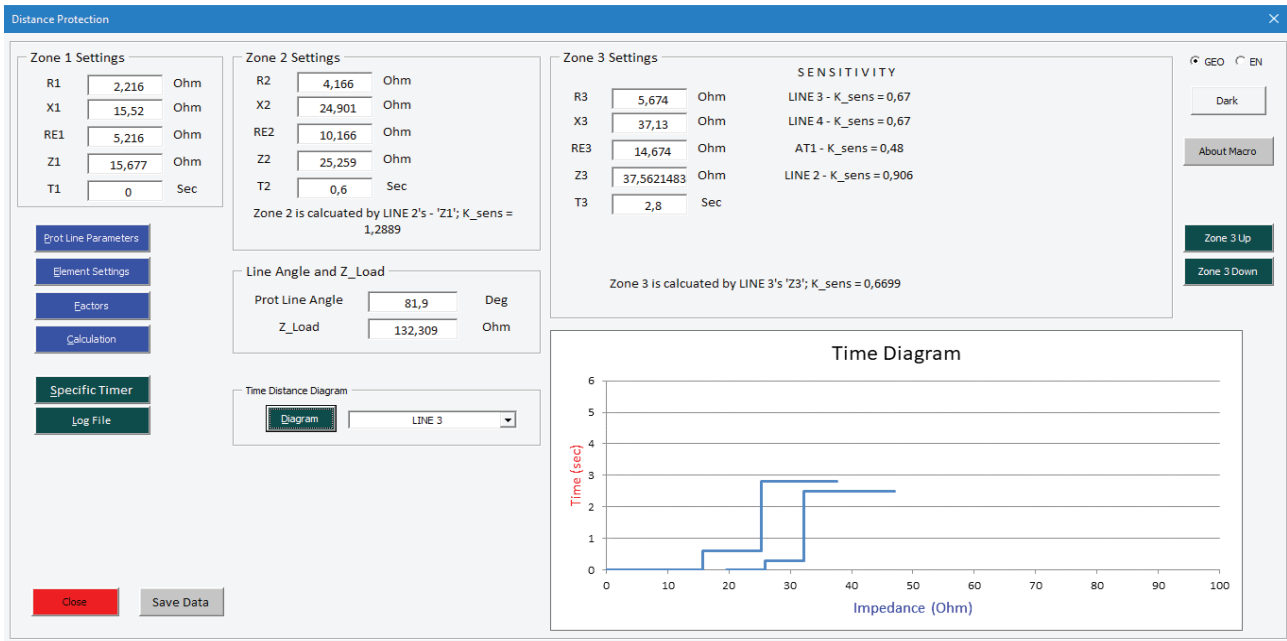 Distance Protection
Zone 1 Settings
R1 2,216 Ohm
X1 15,52 Ohm
RE1 5,216 Ohm
Z1 15,677 Ohm
T1 0 Sec
Zone 2 Settings
R2 4,166 Ohm
X2 24,901 Ohm
RE2 10,166 Ohm
Z2 25,259 Ohm
T2 0,6 Sec
Zone 2 is calcuated by LINE 2's - 'Z1'; K_sens =
1,2889
Zone 3 Settings
SENSITIVITY
R3 5,674 Ohm LINE 3 - K_sens = 0,67
X3 37,13 Ohm LINE 4 - K_sens = 0,67
RE3 14,674 Ohm AT1 - K_sens = 0,48
Z3 37,5621483 Ohm LINE 2 - K_sens = 0,906
T3 2,8 Sec
Zone 3 is calcuated by LINE 3's 'Z3'; K_sens = 0,6699
GEO EN
Dark
About Macro
Zone 3 Up
Zone 3 Down
Prot Line Parameters
Element Settings
Factors
Calculation
Specific Timer
Log File
Line Angle and Z_Load
Prot Line Angle 81,9 Deg
Z_Load 132,309 Ohm
Time Distance Diagram
Diagram LINE 3
Time Diagram
Time (sec)
6
5
4
3
2
1
0
0 10 20 30 40 50 60 70 80 90 100
Impedance (Ohm)
Close
Save Data